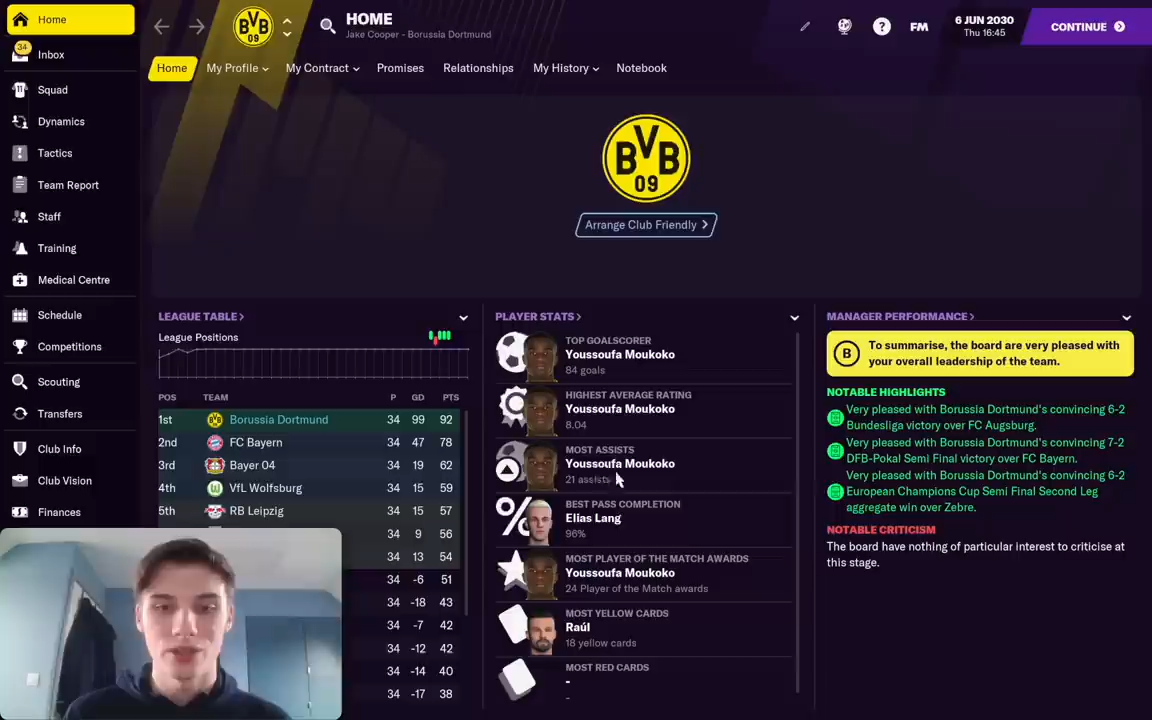 Home
34
Inbox
Squad
Dynamics
Tactics
Team Report
Staff
Training
Medical Centre
Schedule
Competitions
Scouting
Transfers
Club Info
Club Vision
Finances
BVB
09
HOME
Jake Cooper - Borussia Dortmund
?
FM
6 JUN 2030
Thu 16:45
CONTINUE
Home
My Profile
My Contract
Promises
Relationships
My History
Notebook
BVB
09
Arrange Club Friendly >
LEAGUE TABLE >
League Positions
POS TEAM P GD PTS
1st Borussia Dortmund 34 99 92
2nd FC Bayern 34 47 78
3rd Bayer 04 34 19 62
4th VfL Wolfsburg 34 15 59
5th RB Leipzig 34 15 57
34 9 56
34 13 54
34 -6 51
34 -18 43
34 -7 42
34 -12 42
34 -14 40
34 -17 38
PLAYER STATS >
TOP GOALSCORER
Youssoufa Moukoko
84 goals
HIGHEST AVERAGE RATING
Youssoufa Moukoko
8.04
MOST ASSISTS
Youssoufa Moukoko
21 assists
BEST PASS COMPLETION
Elias Lang
96%
MOST PLAYER OF THE MATCH AWARDS
Youssoufa Moukoko
24 Player of the Match awards
MOST YELLOW CARDS
Raúl
18 yellow cards
MOST RED CARDS
-
-
MANAGER PERFORMANCE >
B
To summarise, the board are very pleased with
your overall leadership of the team.
NOTABLE HIGHLIGHTS
Very pleased with Borussia Dortmund's convincing 6-2
Bundesliga victory over FC Augsburg.
Very pleased with Borussia Dortmund's convincing 7-2
DFB-Pokal Semi Final victory over FC Bayern.
Very pleased with Borussia Dortmund's convincing 6-2
European Champions Cup Semi Final Second Leg
aggregate win over Zebre.
NOTABLE CRITICISM
The board have nothing of particular interest to criticise at
this stage.